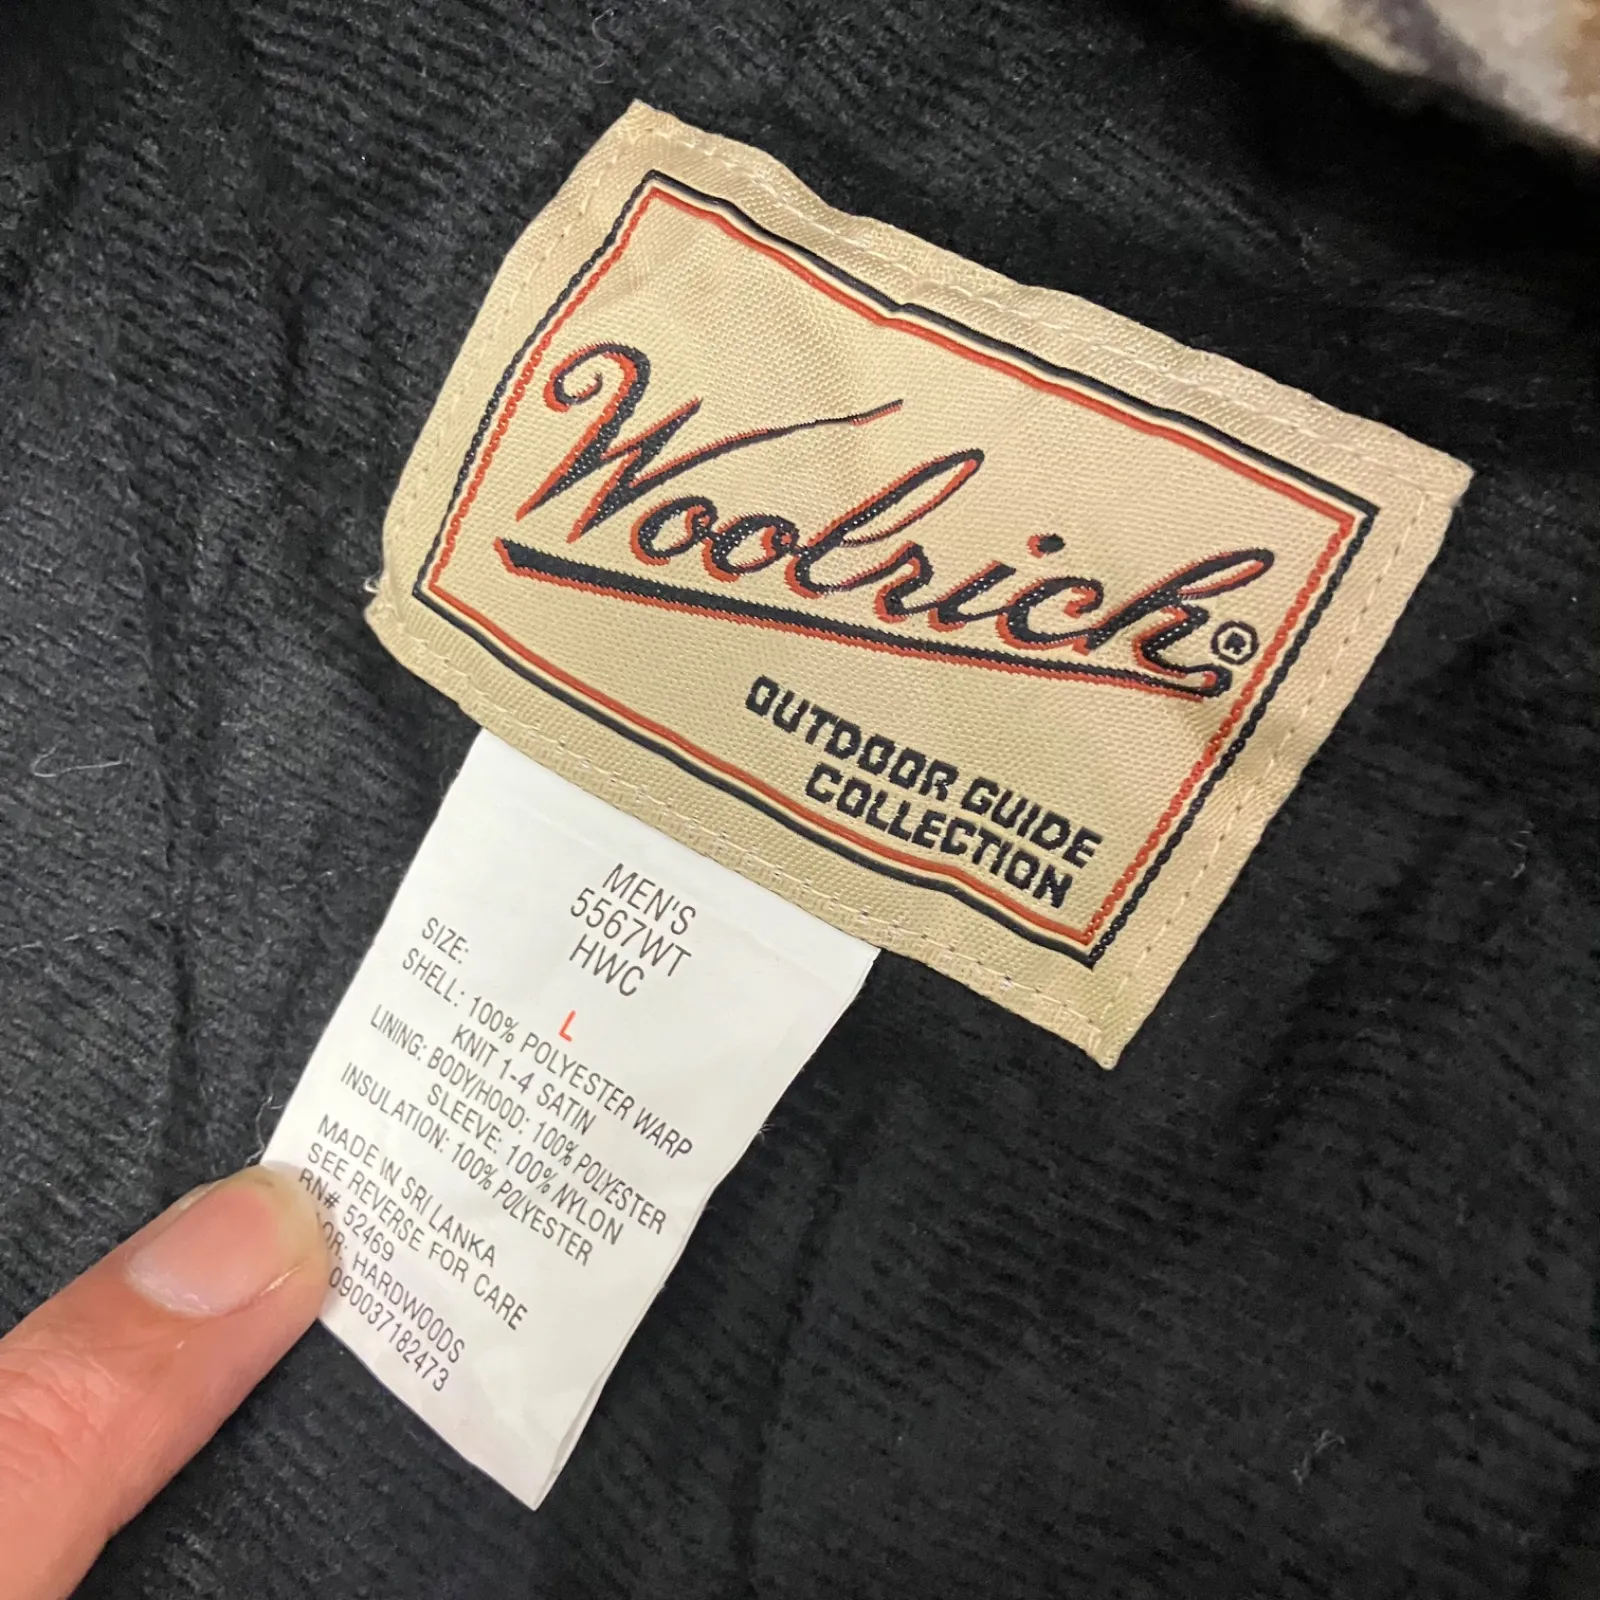 Woolrich®
OUTDOOR GUIDE
COLLECTION
MEN'S
5567WT
HWC
SIZE:
L
SHELL: 100% POLYESTER WARP
KNIT 1-4 SATIN
LINING: BODY/HOOD: 100% POLYESTER
SLEEVE: 100% NYLON
INSULATION: 100% POLYESTER
MADE IN SRI LANKA
SEE REVERSE FOR CARE
RN# 52469
HARDWOODS
090037182473